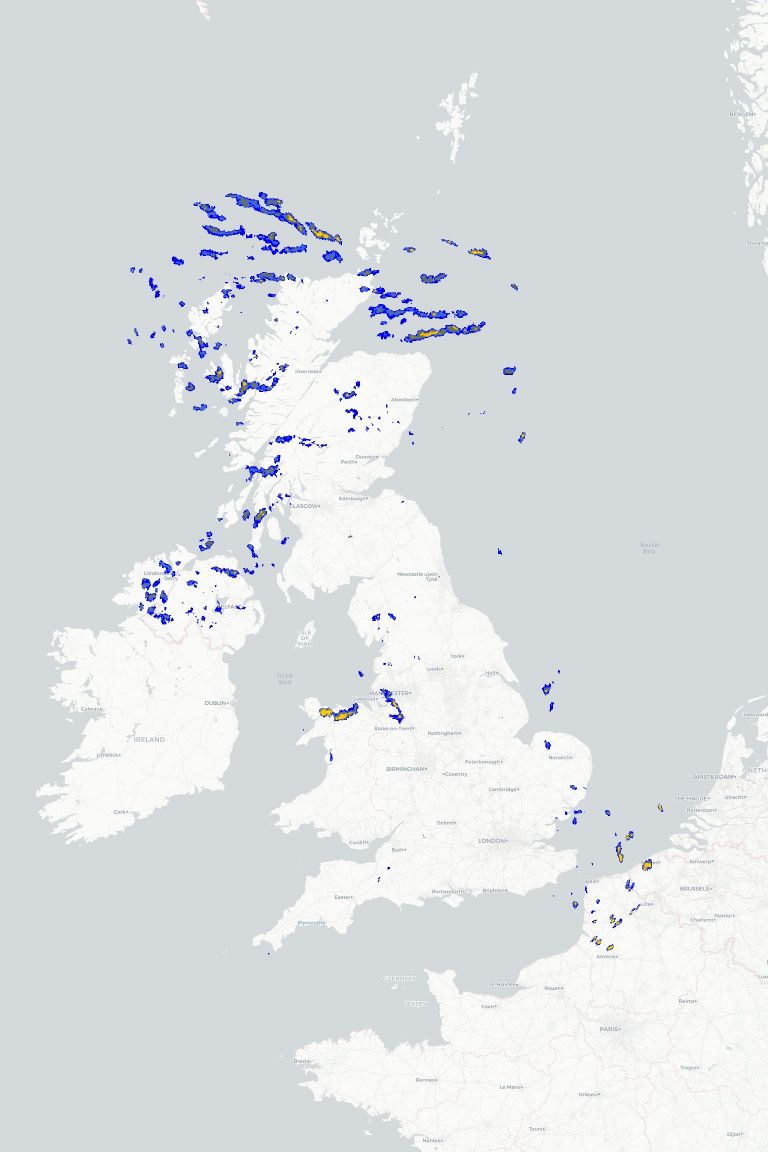 BERGEN
Inverness
Aberdeen
Dundee
Perth
Edinburgh
GLASGOW
North
Sea
London
Newcastle upon
Tyne
ISLE
OF
MAN
York
Leeds
Hull
Irish
Sea
MANCHESTER
Liverpool
DUBLIN
Galway
Stoke-on-Trent
Nottingham
IRELAND
Limerick
Norwich
Peterborough
BIRMINGHAM
Coventry
AMSTERDAM
NETH
Cambridge
THE HAGUE
Utrecht
Rotterdam
Cork
Oxford
LONDON
Cardiff
Bath
Antwerp
Calais
BRUSSELS
Portsmouth
Brighton
Exeter
Lille
Namur
Charleroi
Plymouth
Amiens
GUERNSEY
LE HAVRE
Rouen
JERSEY
Caen
Reims
PARIS
Brest
Troyes
Rennes
Le Mans
Orléans
Tours
Dijon
Nantes